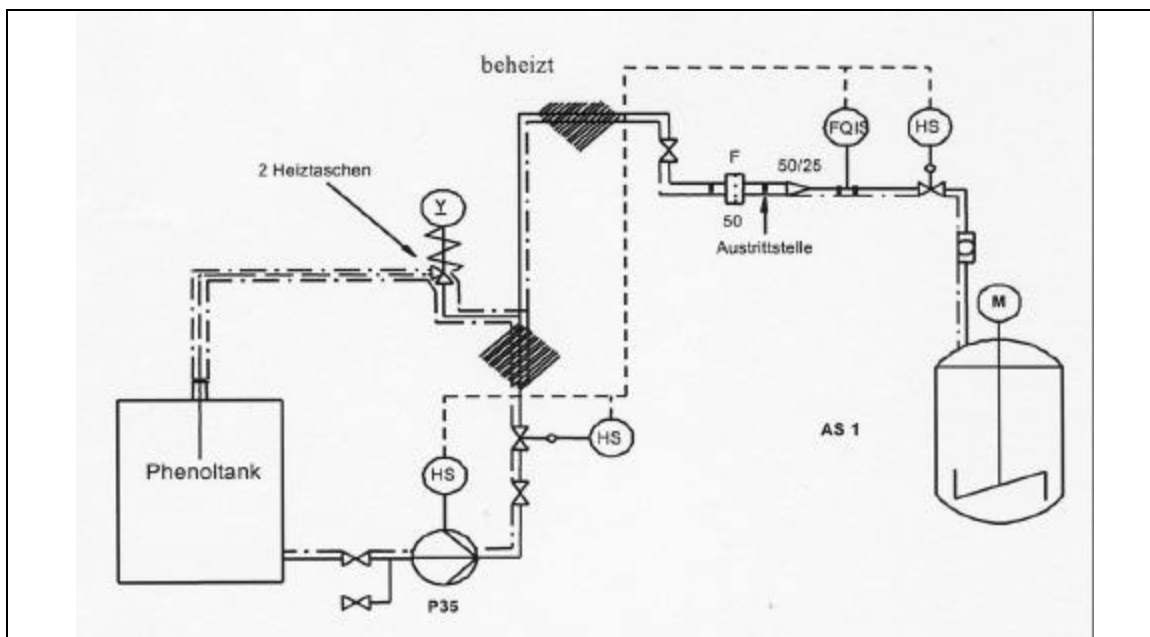 beheizt
FQIS
HS
F
50/25
2 Heiztaschen
Y
50
Austrittstelle
M
AS 1
HS
HS
Phenoltank
P35